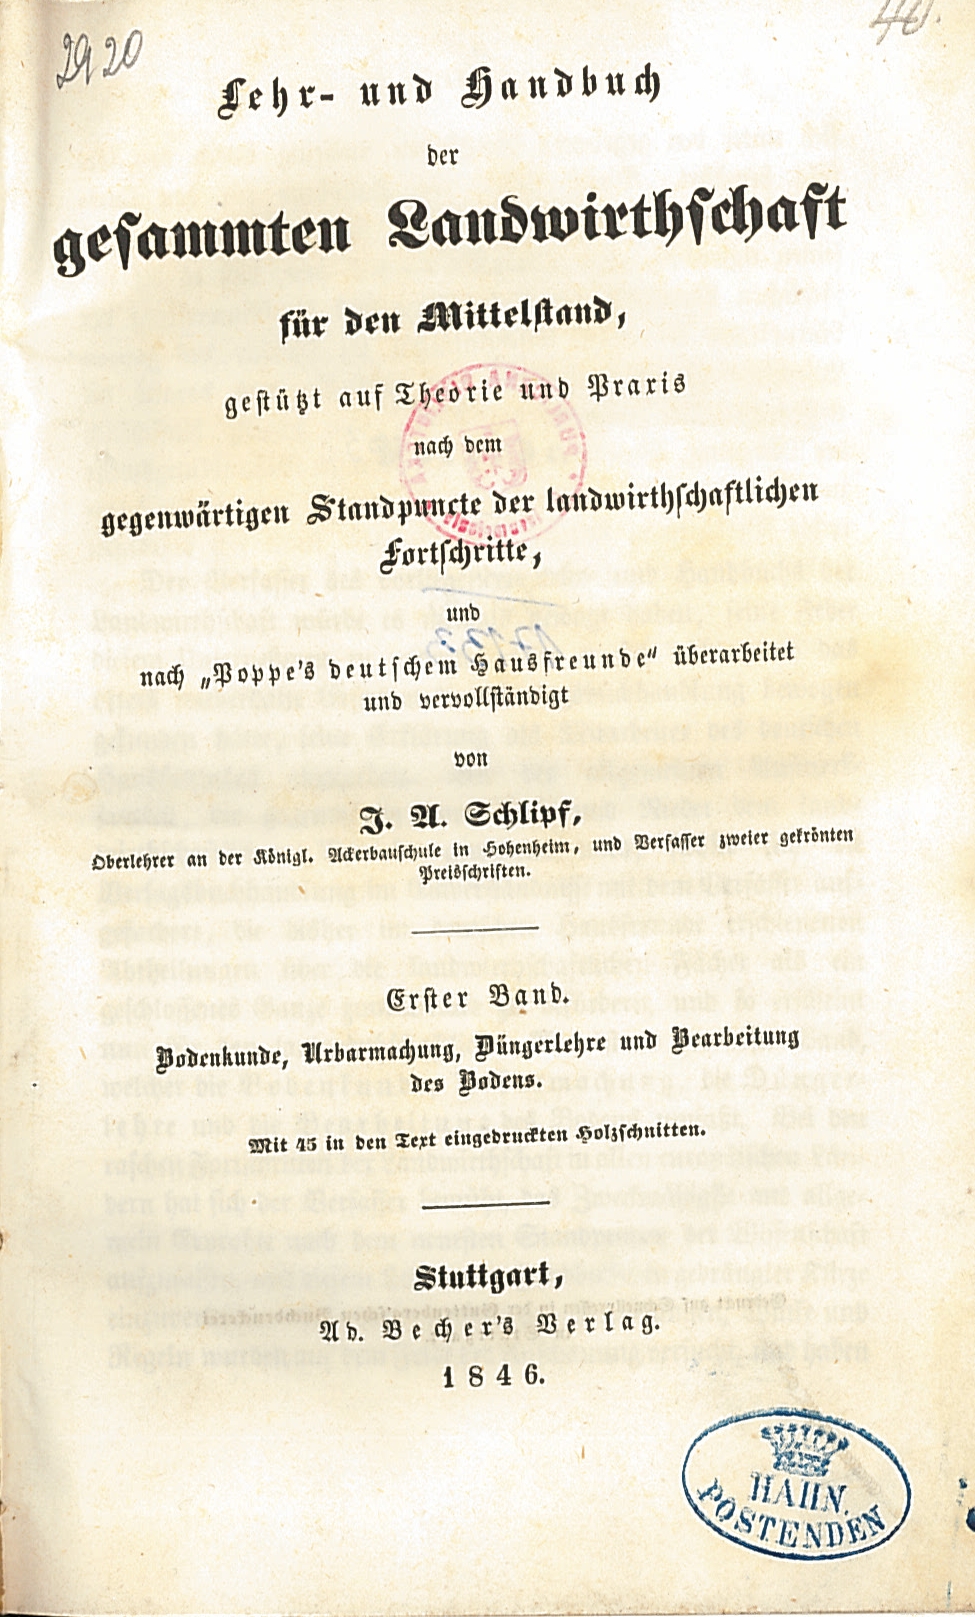 2920
40.
Lehr- und Handbuch
der
gesammten Landwirthschaft
für den Mittelstand,
gestützt auf Theorie und Praxis
nach dem
gegenwärtigen Standpuncte der landwirthschaftlichen
Fortschritte,
und
nach „Poppe's deutschem Hausfreunde“ überarbeitet
und vervollständigt
von
J. A. Schlipf,
Oberlehrer an der Königl. Ackerbauschule in Hohenheim, und Verfasser zweier gekrönten
Preisschriften.
Erster Band.
Bodenkunde, Urbarmachung, Düngerlehre und Bearbeitung
des Bodens.
Mit 45 in den Text eingedruckten Holzschnitten.
Stuttgart,
Ad. Becher's Verlag.
1846.
HAHN.
POSTENDEN